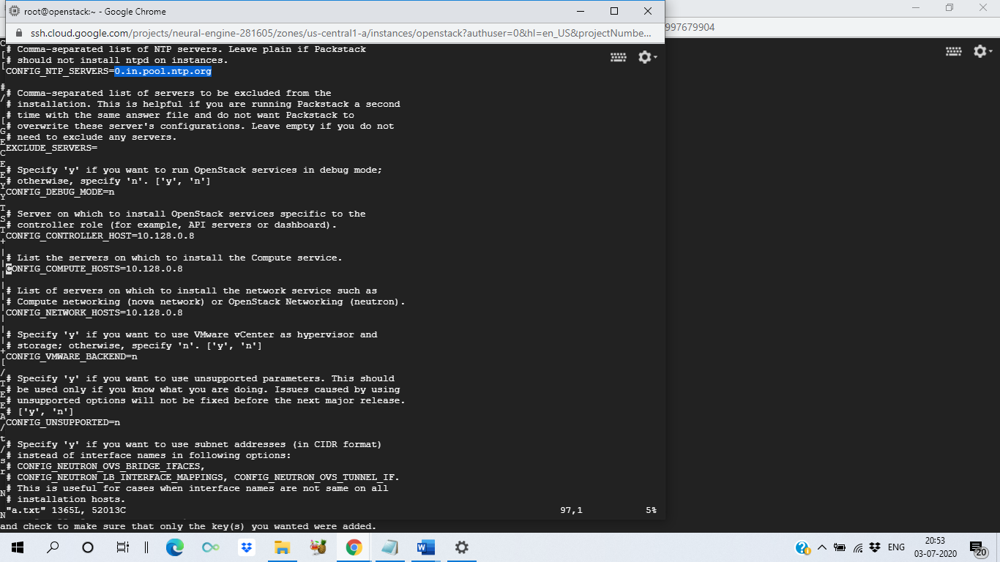 root@openstack:~ - Google Chrome
ssh.cloud.google.com/projects/neural-engine-281605/zones/us-central1-a/instances/openstack?authuser=0&hl=en_US&projectNumbe...
997679904
# Comma-separated list of NTP servers. Leave plain if Packstack
# should not install ntpd on instances.
CONFIG_NTP_SERVERS=0.in.pool.ntp.org
# Comma-separated list of servers to be excluded from the
# installation. This is helpful if you are running Packstack a second
# time with the same answer file and do not want Packstack to
# overwrite these server's configurations. Leave empty if you do not
# need to exclude any servers.
EXCLUDE_SERVERS=
# Specify 'y' if you want to run OpenStack services in debug mode;
# otherwise, specify 'n'. ['y', 'n']
CONFIG_DEBUG_MODE=n
# Server on which to install OpenStack services specific to the
# controller role (for example, API servers or dashboard).
CONFIG_CONTROLLER_HOST=10.128.0.8
# List the servers on which to install the Compute service.
CONFIG_COMPUTE_HOSTS=10.128.0.8
# List of servers on which to install the network service such as
# Compute networking (nova network) or OpenStack Networking (neutron).
CONFIG_NETWORK_HOSTS=10.128.0.8
# Specify 'y' if you want to use VMware vCenter as hypervisor and
# storage; otherwise, specify 'n'. ['y', 'n']
CONFIG_VMWARE_BACKEND=n
# Specify 'y' if you want to use unsupported parameters. This should
# be used only if you know what you are doing. Issues caused by using
# unsupported options will not be fixed before the next major release.
# ['y', 'n']
CONFIG_UNSUPPORTED=n
# Specify 'y' if you want to use subnet addresses (in CIDR format)
# instead of interface names in following options:
# CONFIG_NEUTRON_OVS_BRIDGE_IFACES,
# CONFIG_NEUTRON_LB_INTERFACE_MAPPINGS, CONFIG_NEUTRON_OVS_TUNNEL_IF.
# This is useful for cases when interface names are not same on all
# installation hosts.
"a.txt" 1365L, 52013C 97,1 5%
and check to make sure that only the key(s) you wanted were added.
ENG
20:53
03-07-2020
20